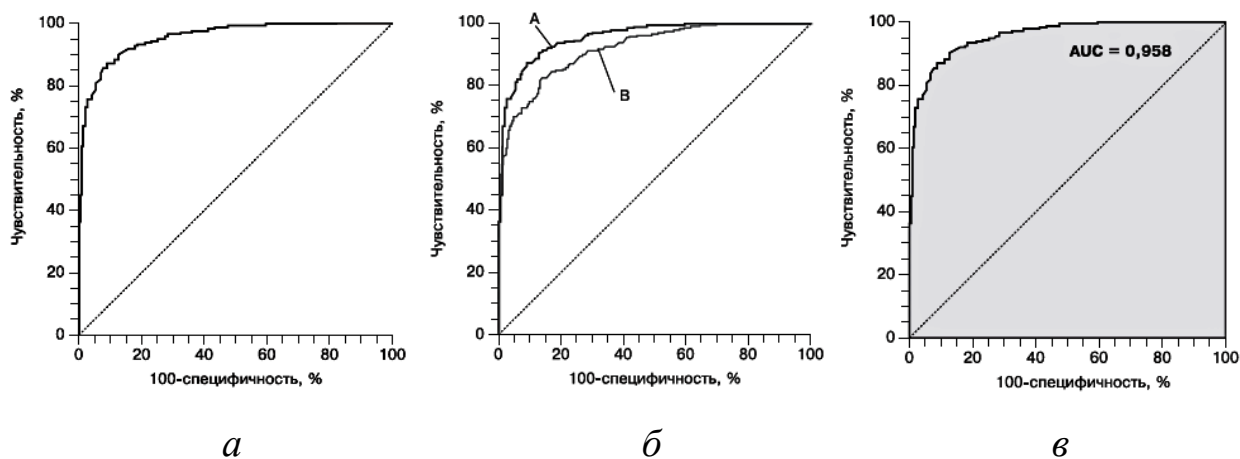 Чувствительность, %
100
80
60
40
20
0
0 20 40 60 80 100
100-специфичность, %
а
Чувствительность, %
100
80
60
40
20
0
A
B
0 20 40 60 80 100
100-специфичность, %
б
Чувствительность, %
100
80
60
40
20
0
AUC = 0,958
0 20 40 60 80 100
100-специфичность, %
в